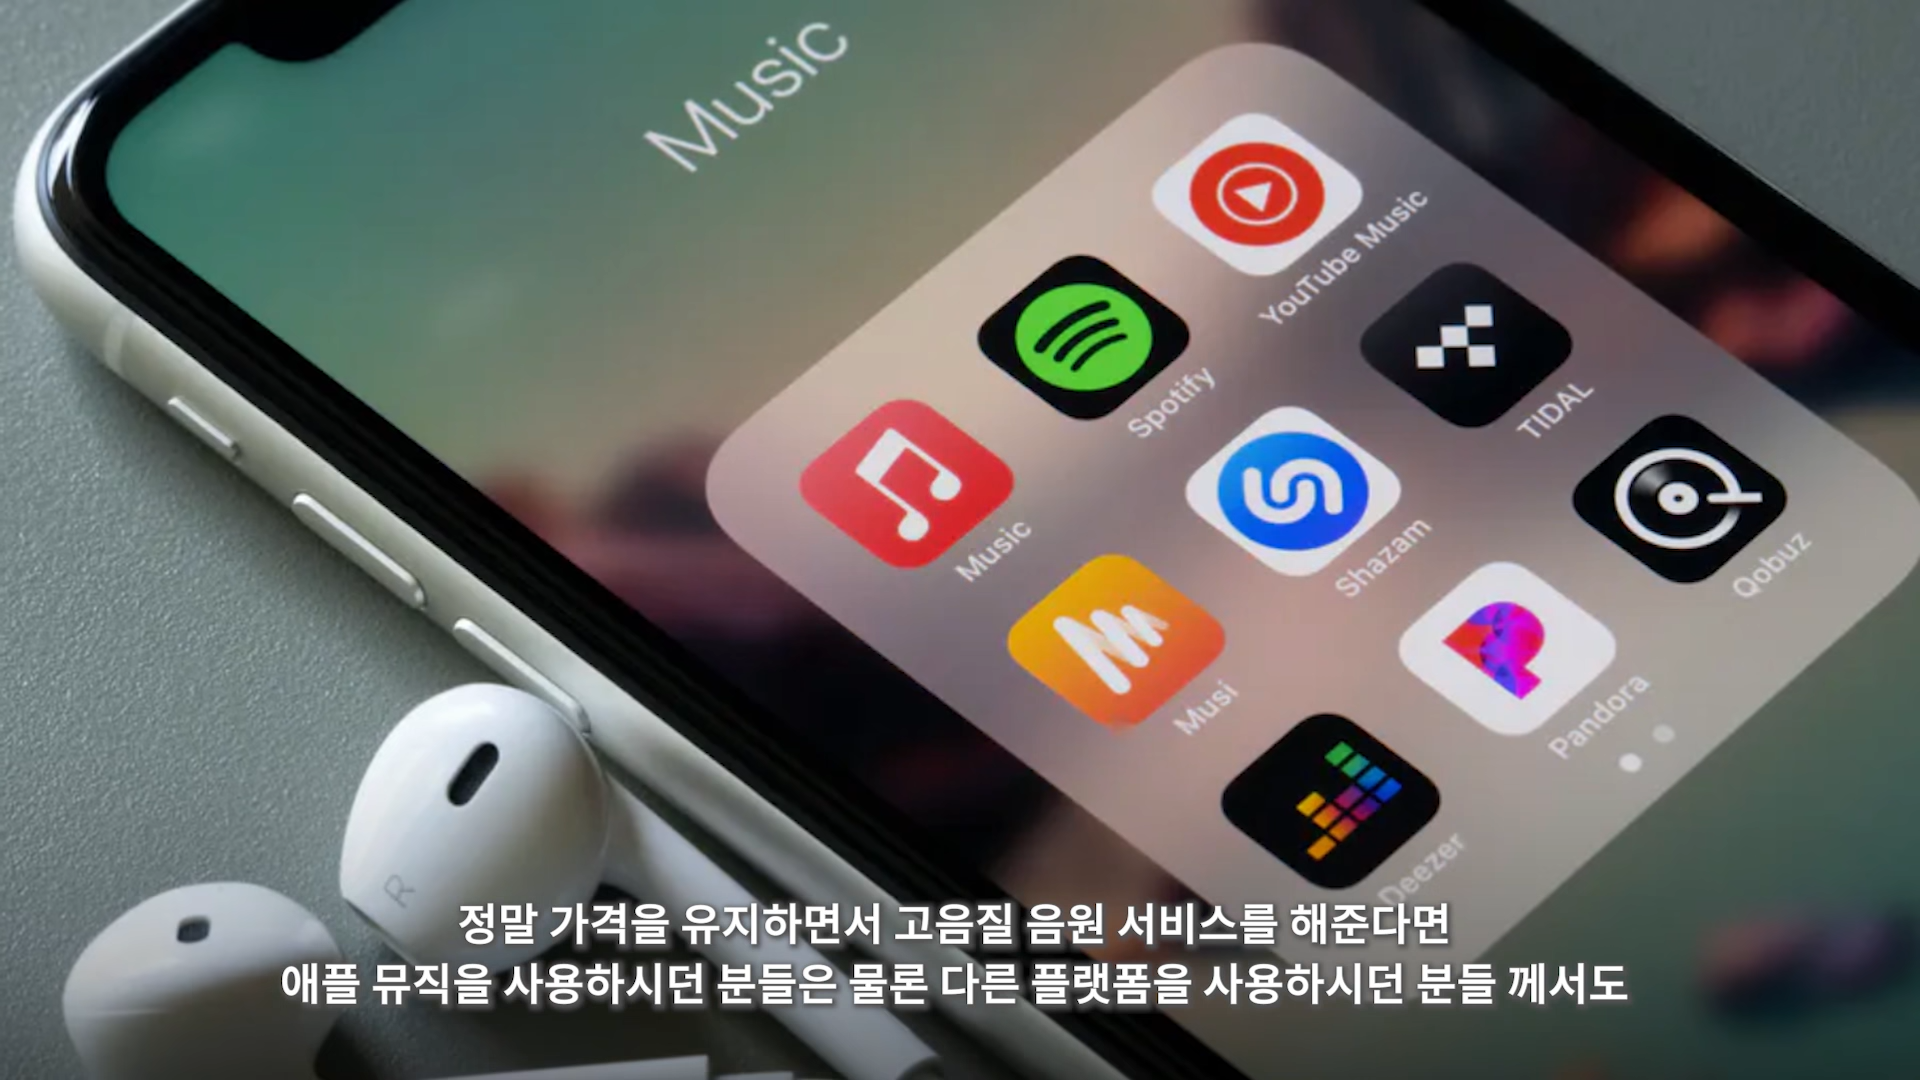 Music
YouTube Music
Spotify
TIDAL
Music
Shazam
Qobuz
Musi
Pandora
Deezer
R
정말 가격을 유지하면서 고음질 음원 서비스를 해준다면
애플 뮤직을 사용하시던 분들은 물론 다른 플랫폼을 사용하시던 분들 께서도